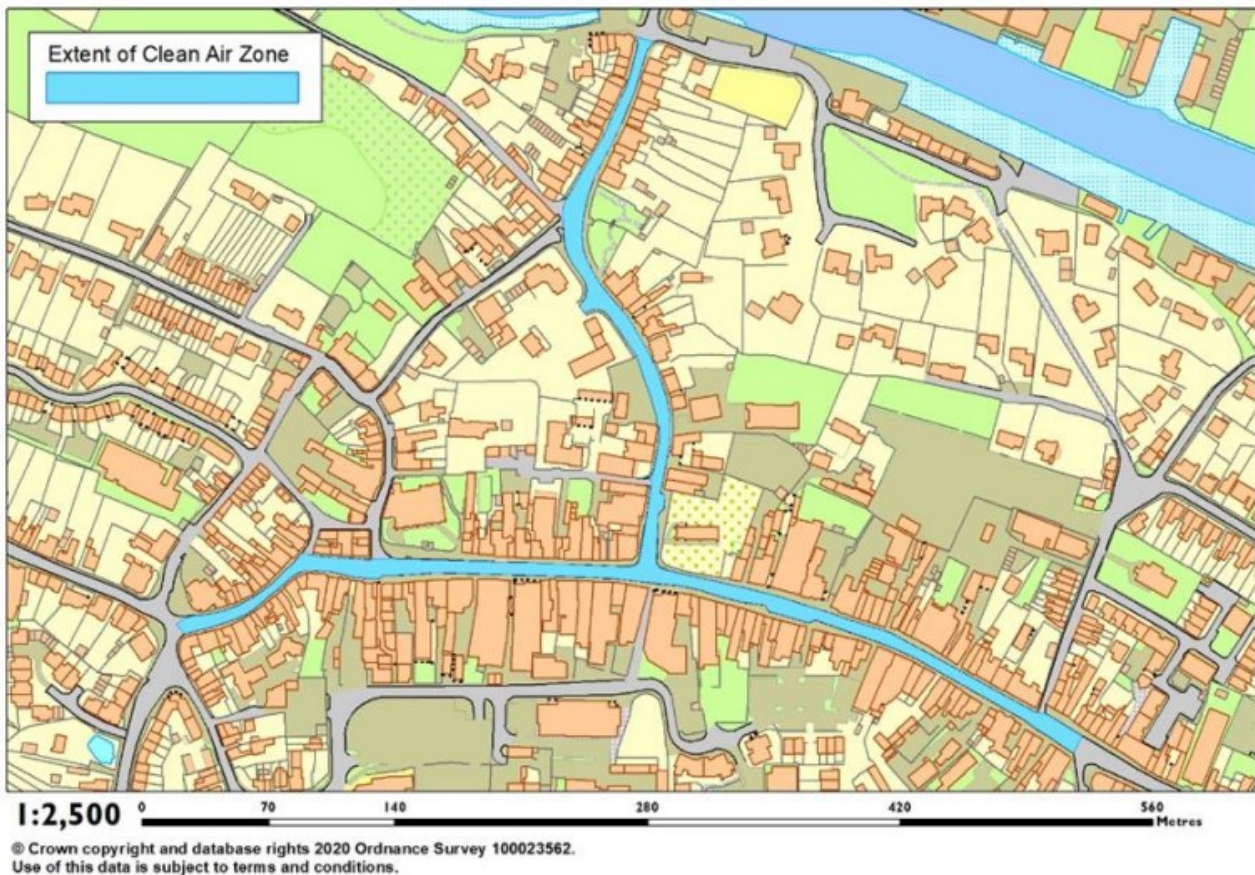 Extent of Clean Air Zone
1:2,500 0 70 140 280 420 560
Metres
© Crown copyright and database rights 2020 Ordnance Survey 100023562.
Use of this data is subject to terms and conditions.